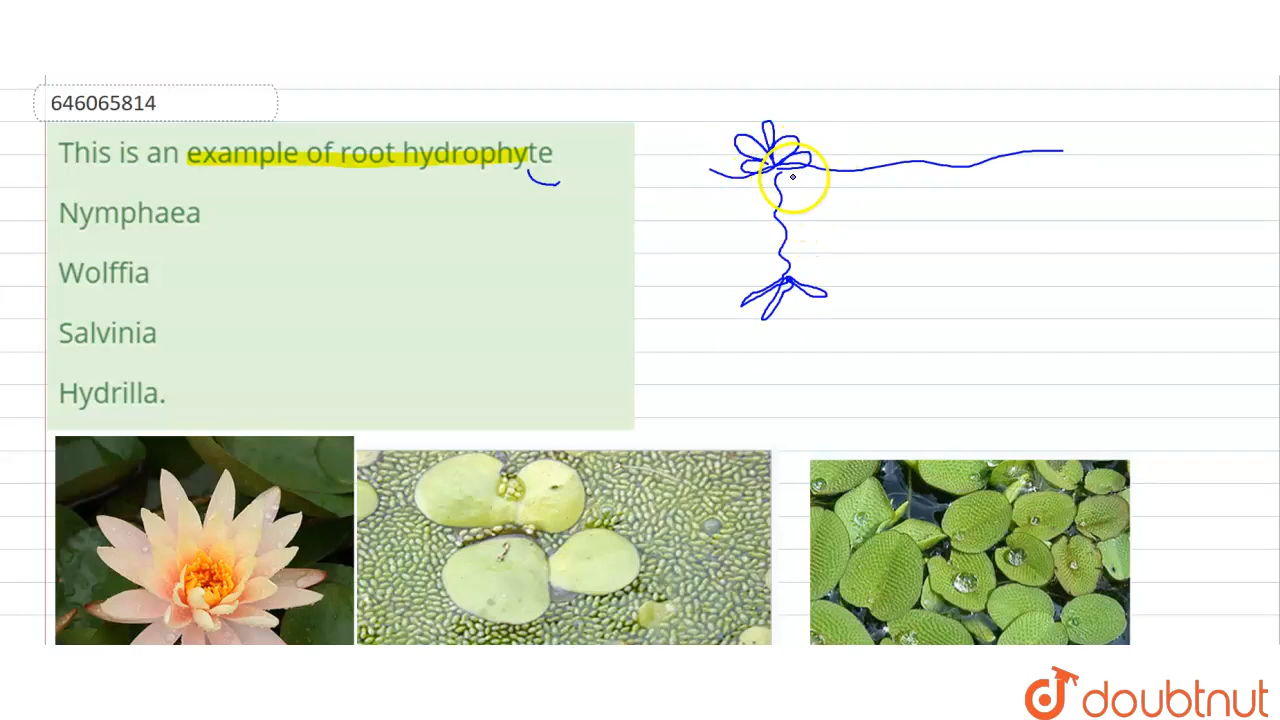 646065814
This is an example of root hydrophyte
Nymphaea
Wolffia
Salvinia
Hydrilla.
doubtnut